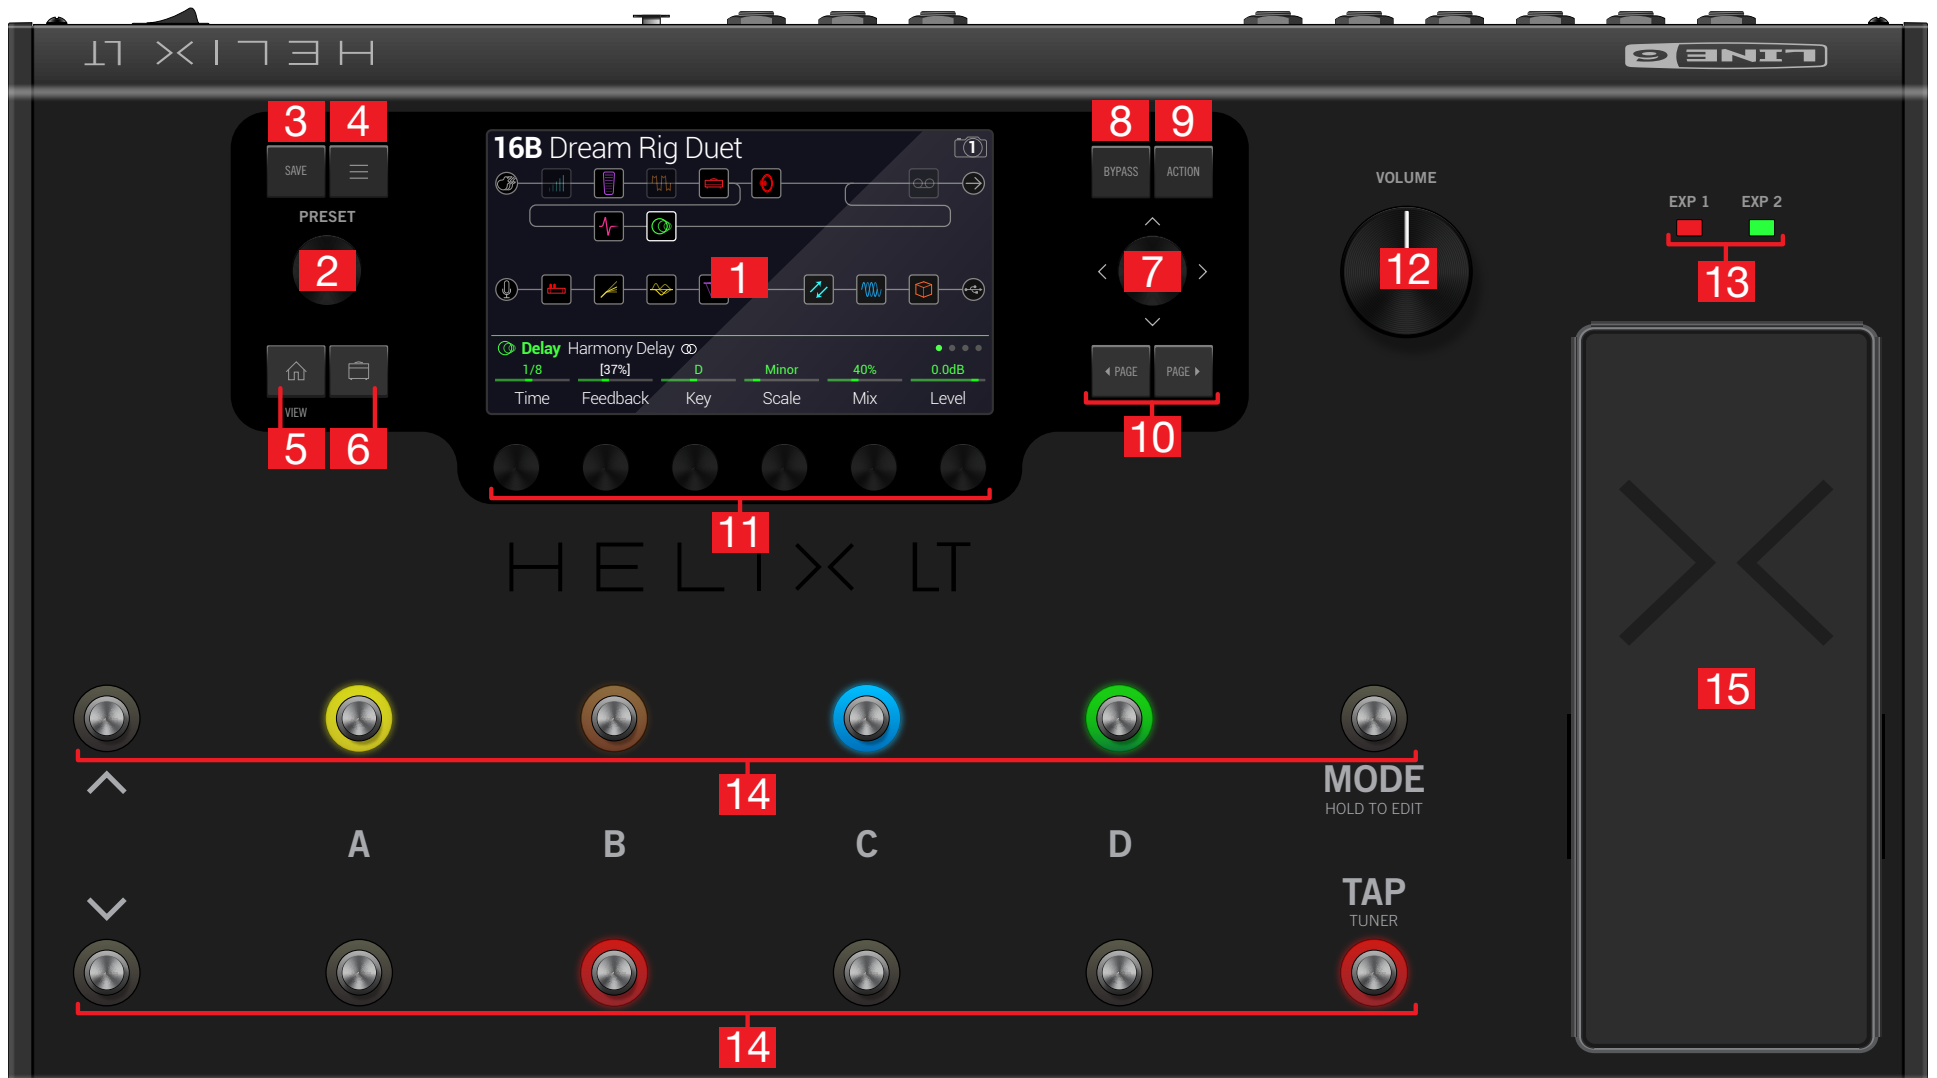 HELIX LT
LINE 6
3
4
8
9
SAVE
BYPASS
ACTION
16B Dream Rig Duet
1
PRESET
VOLUME
EXP 1
EXP 2
2
1
7
12
13
Delay Harmony Delay
1/8
[37%]
D
Minor
40%
0.0dB
Time
Feedback
Key
Scale
Mix
Level
PAGE
PAGE
VIEW
5
6
10
11
HELIX LT
15
14
MODE
HOLD TO EDIT
A
B
C
D
TAP
TUNER
14